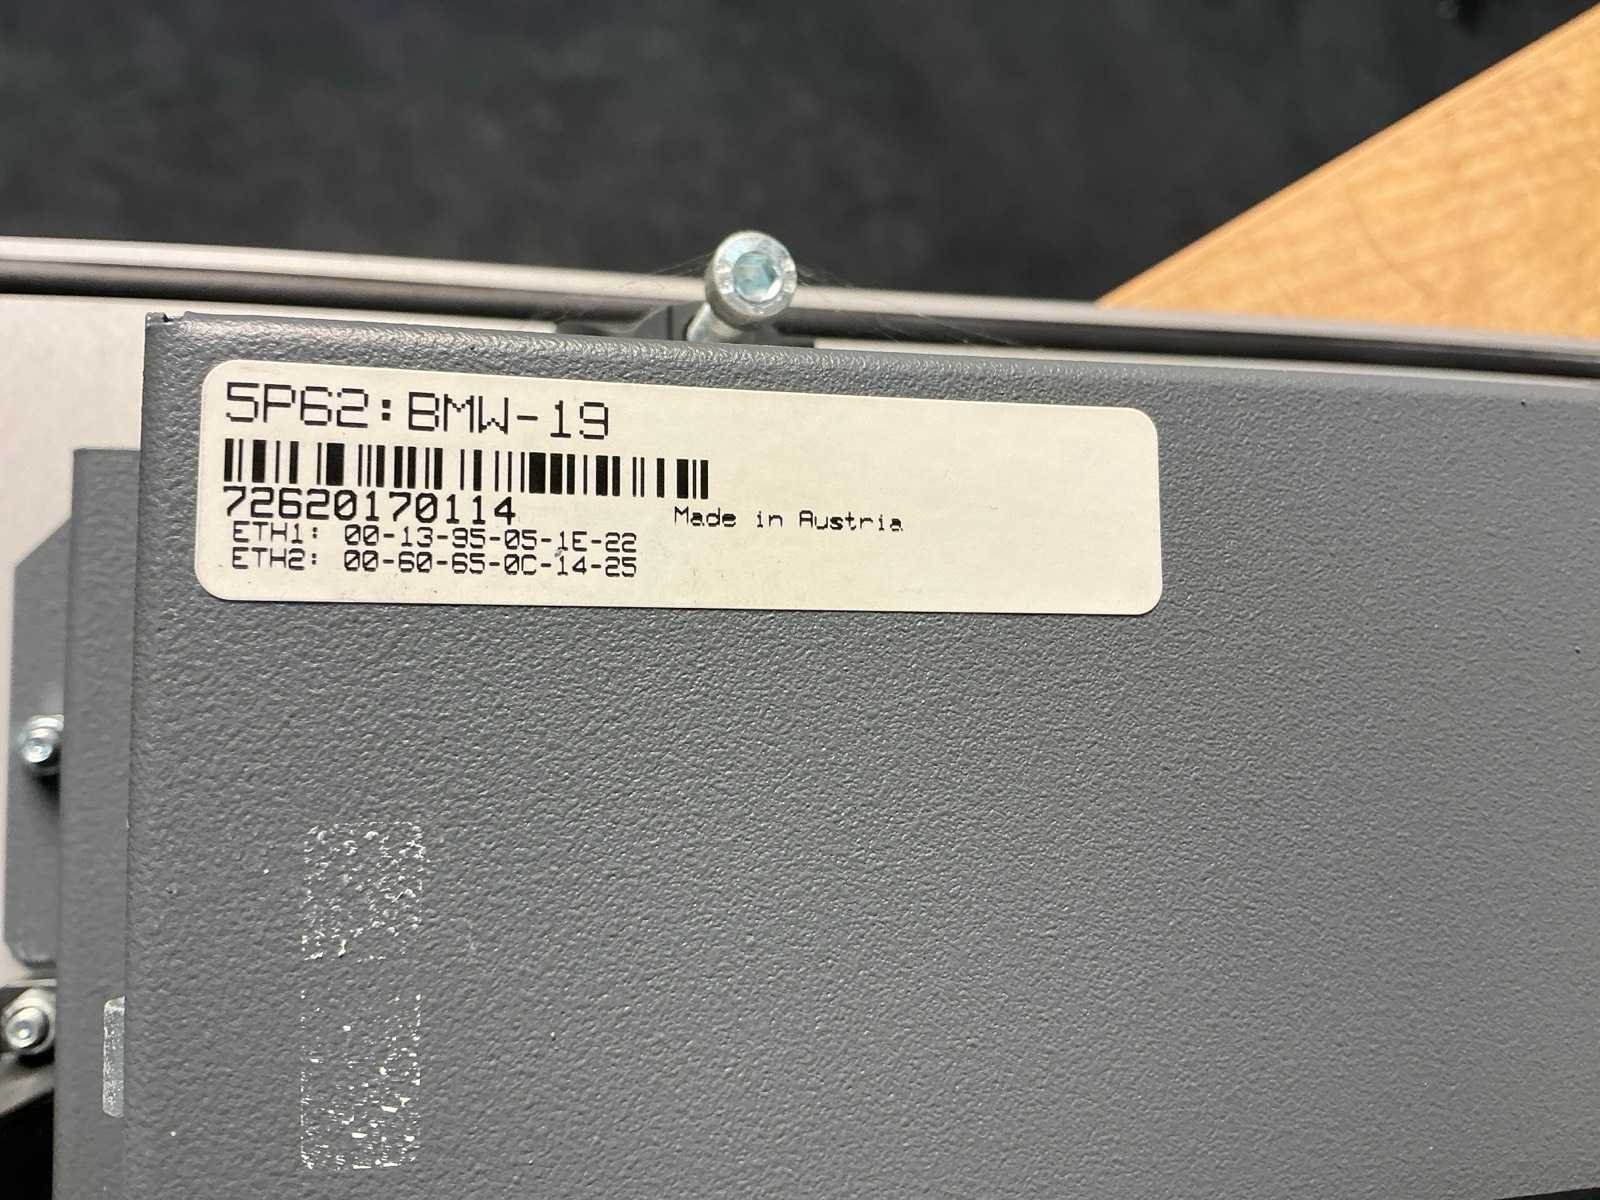 5P62:BMW-19
72620170114
Made in Austria
ETH1: 00-13-95-05-1E-22
ETH2: 00-60-65-0C-14-25